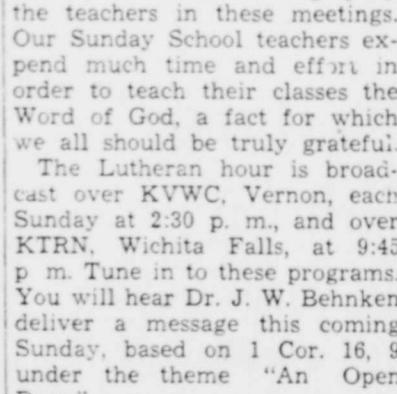 the teachers in these meetings.
Our Sunday School teachers ex-
pend much time and effort in
order to teach their classes the
Word of God, a fact for which
we all should be truly grateful.
The Lutheran hour is broad-
cast over KVWC, Vernon, each
Sunday at 2:30 p. m., and over
KTRN, Wichita Falls, at 9:45
p m. Tune in to these programs.
You will hear Dr. J. W. Behnken
deliver a message this coming
Sunday, based on 1 Cor. 16, 9
under the theme "An Open